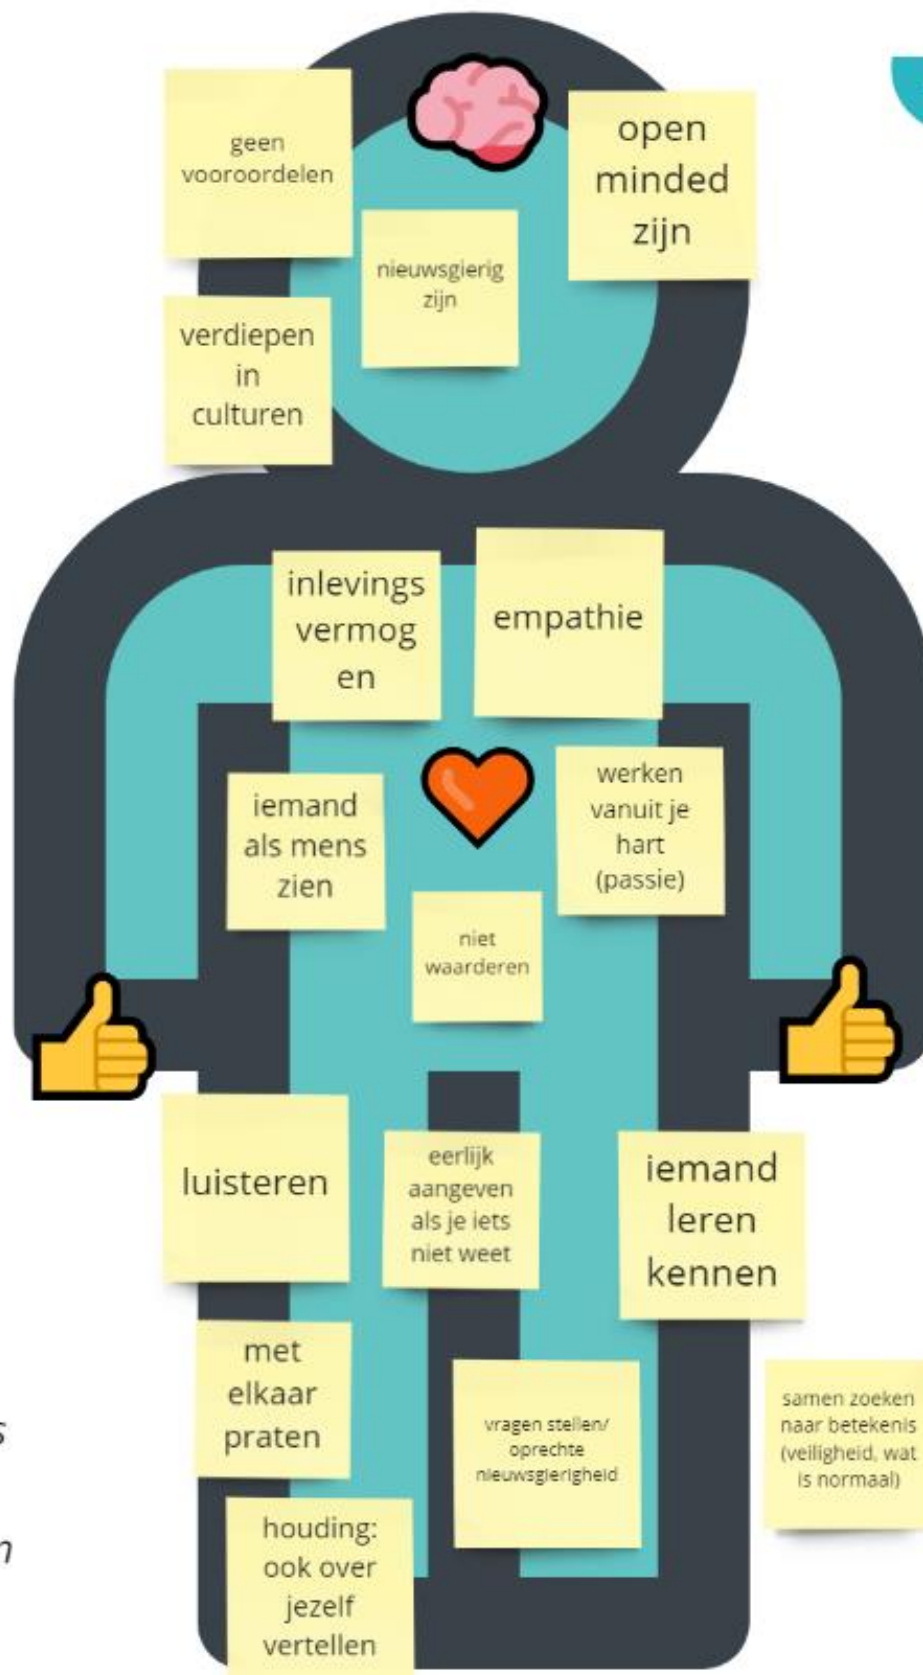 geen
vooroordelen
open
minded
zijn
nieuwsgierig
zijn
verdiepen
in
culturen
inlevings
vermog
en
empathie
iemand
als mens
zien
werken
vanuit je
hart
(passie)
niet
waarderen
luisteren
eerlijk
aangeven
als je iets
niet weet
iemand
leren
kennen
met
elkaar
praten
vragen stellen/
oprechte
nieuwsgierigheid
samen zoeken
naar betekenis
(veiligheid, wat
is normaal)
houding:
ook over
jezelf
vertellen